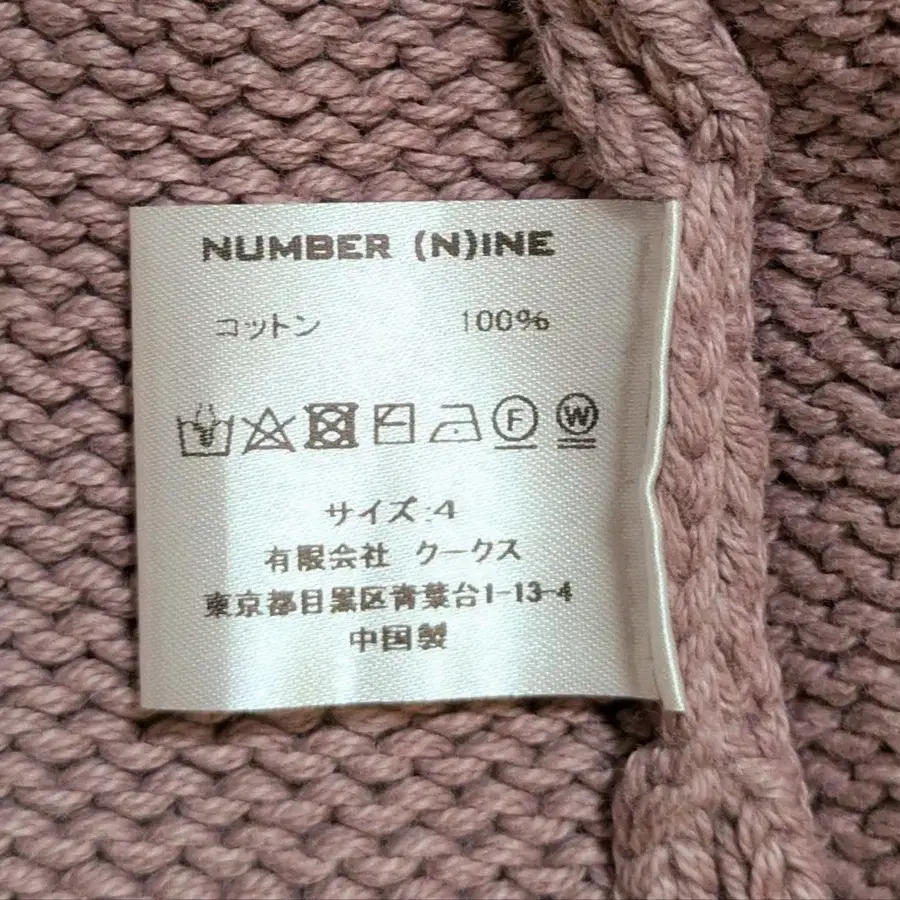 NUMBER (N)INE
コットン 100%
F W
サイズ:4
有限会社 クークス
東京都目黒区青葉台1-13-4
中国製